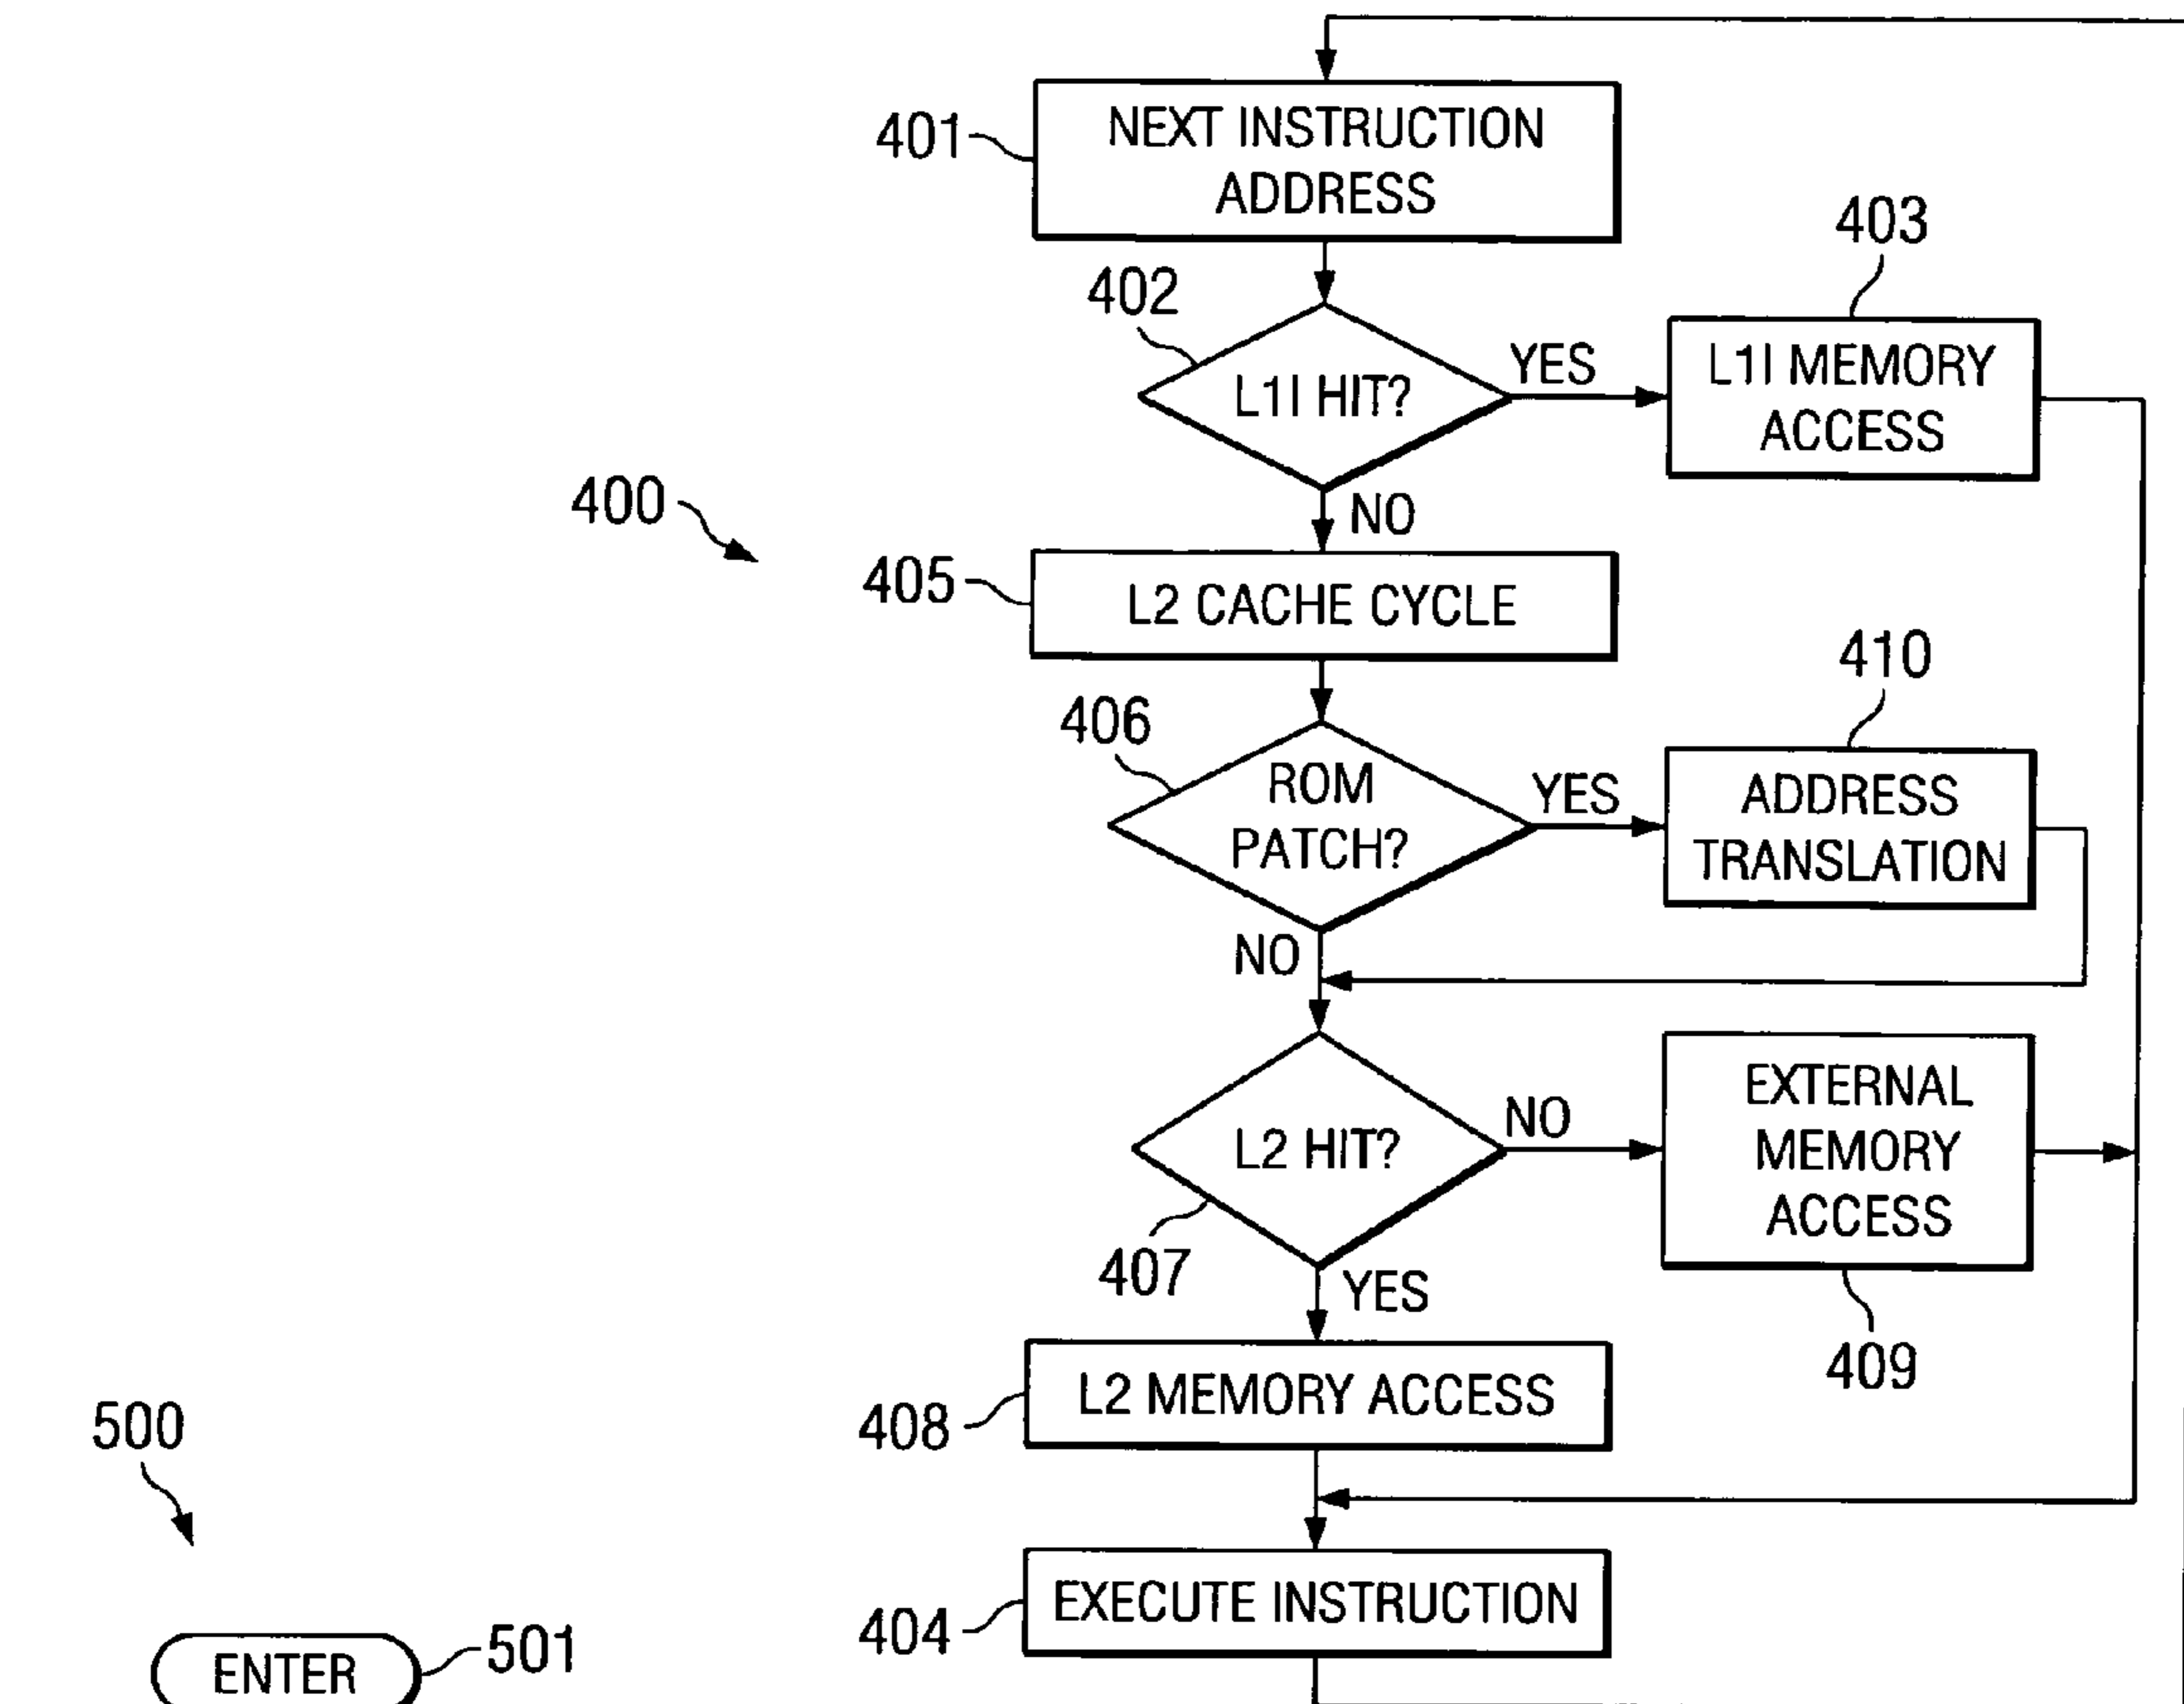 401
NEXT INSTRUCTION
ADDRESS
402
L1I HIT?
YES
403
L1I MEMORY
ACCESS
NO
400
405
L2 CACHE CYCLE
406
ROM
PATCH?
YES
410
ADDRESS
TRANSLATION
NO
L2 HIT?
407
NO
EXTERNAL
MEMORY
ACCESS
409
YES
408
L2 MEMORY ACCESS
404
EXECUTE INSTRUCTION
500
ENTER
501